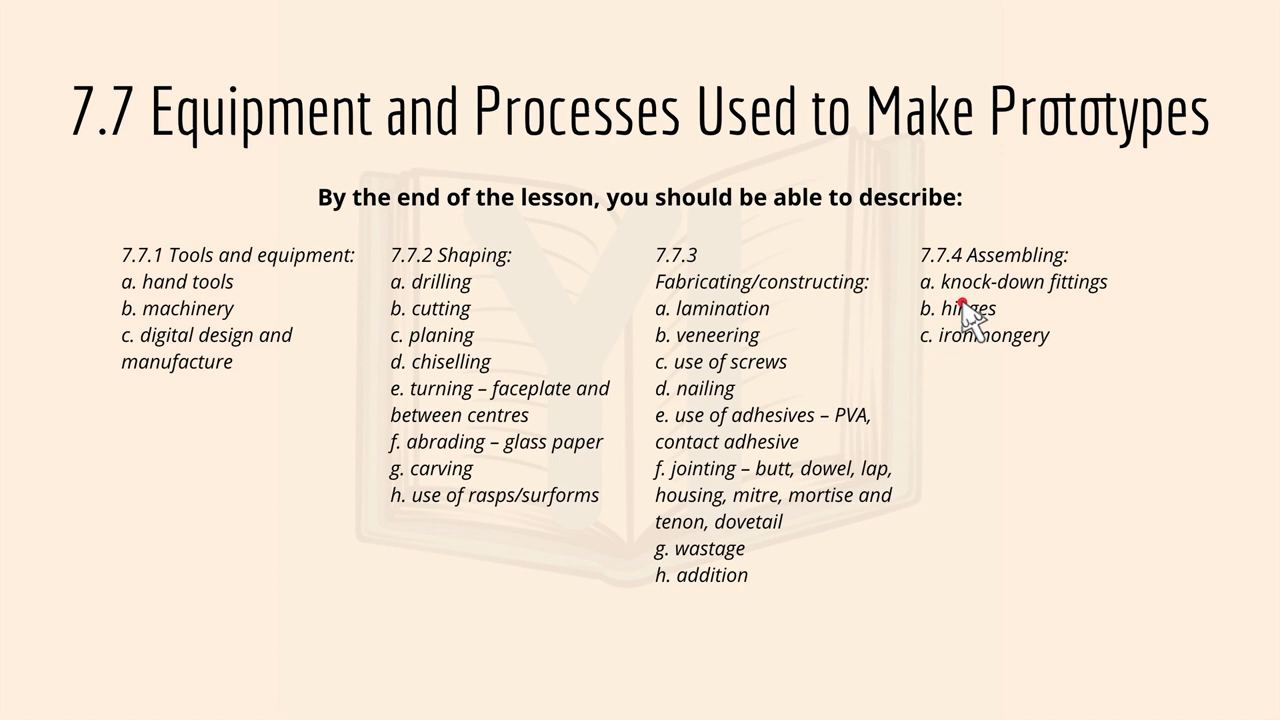 7.7 Equipment and Processes Used to Make Prototypes
By the end of the lesson, you should be able to describe:
7.7.1 Tools and equipment:
a. hand tools
b. machinery
c. digital design and
manufacture
7.7.2 Shaping:
a. drilling
b. cutting
c. planing
d. chiselling
e. turning – faceplate and
between centres
f. abrading – glass paper
g. carving
h. use of rasps/surforms
7.7.3
Fabricating/constructing:
a. lamination
b. veneering
c. use of screws
d. nailing
e. use of adhesives – PVA,
contact adhesive
f. jointing – butt, dowel, lap,
housing, mitre, mortise and
tenon, dovetail
g. wastage
h. addition
7.7.4 Assembling:
a. knock-down fittings
b. hinges
c. ironmongery